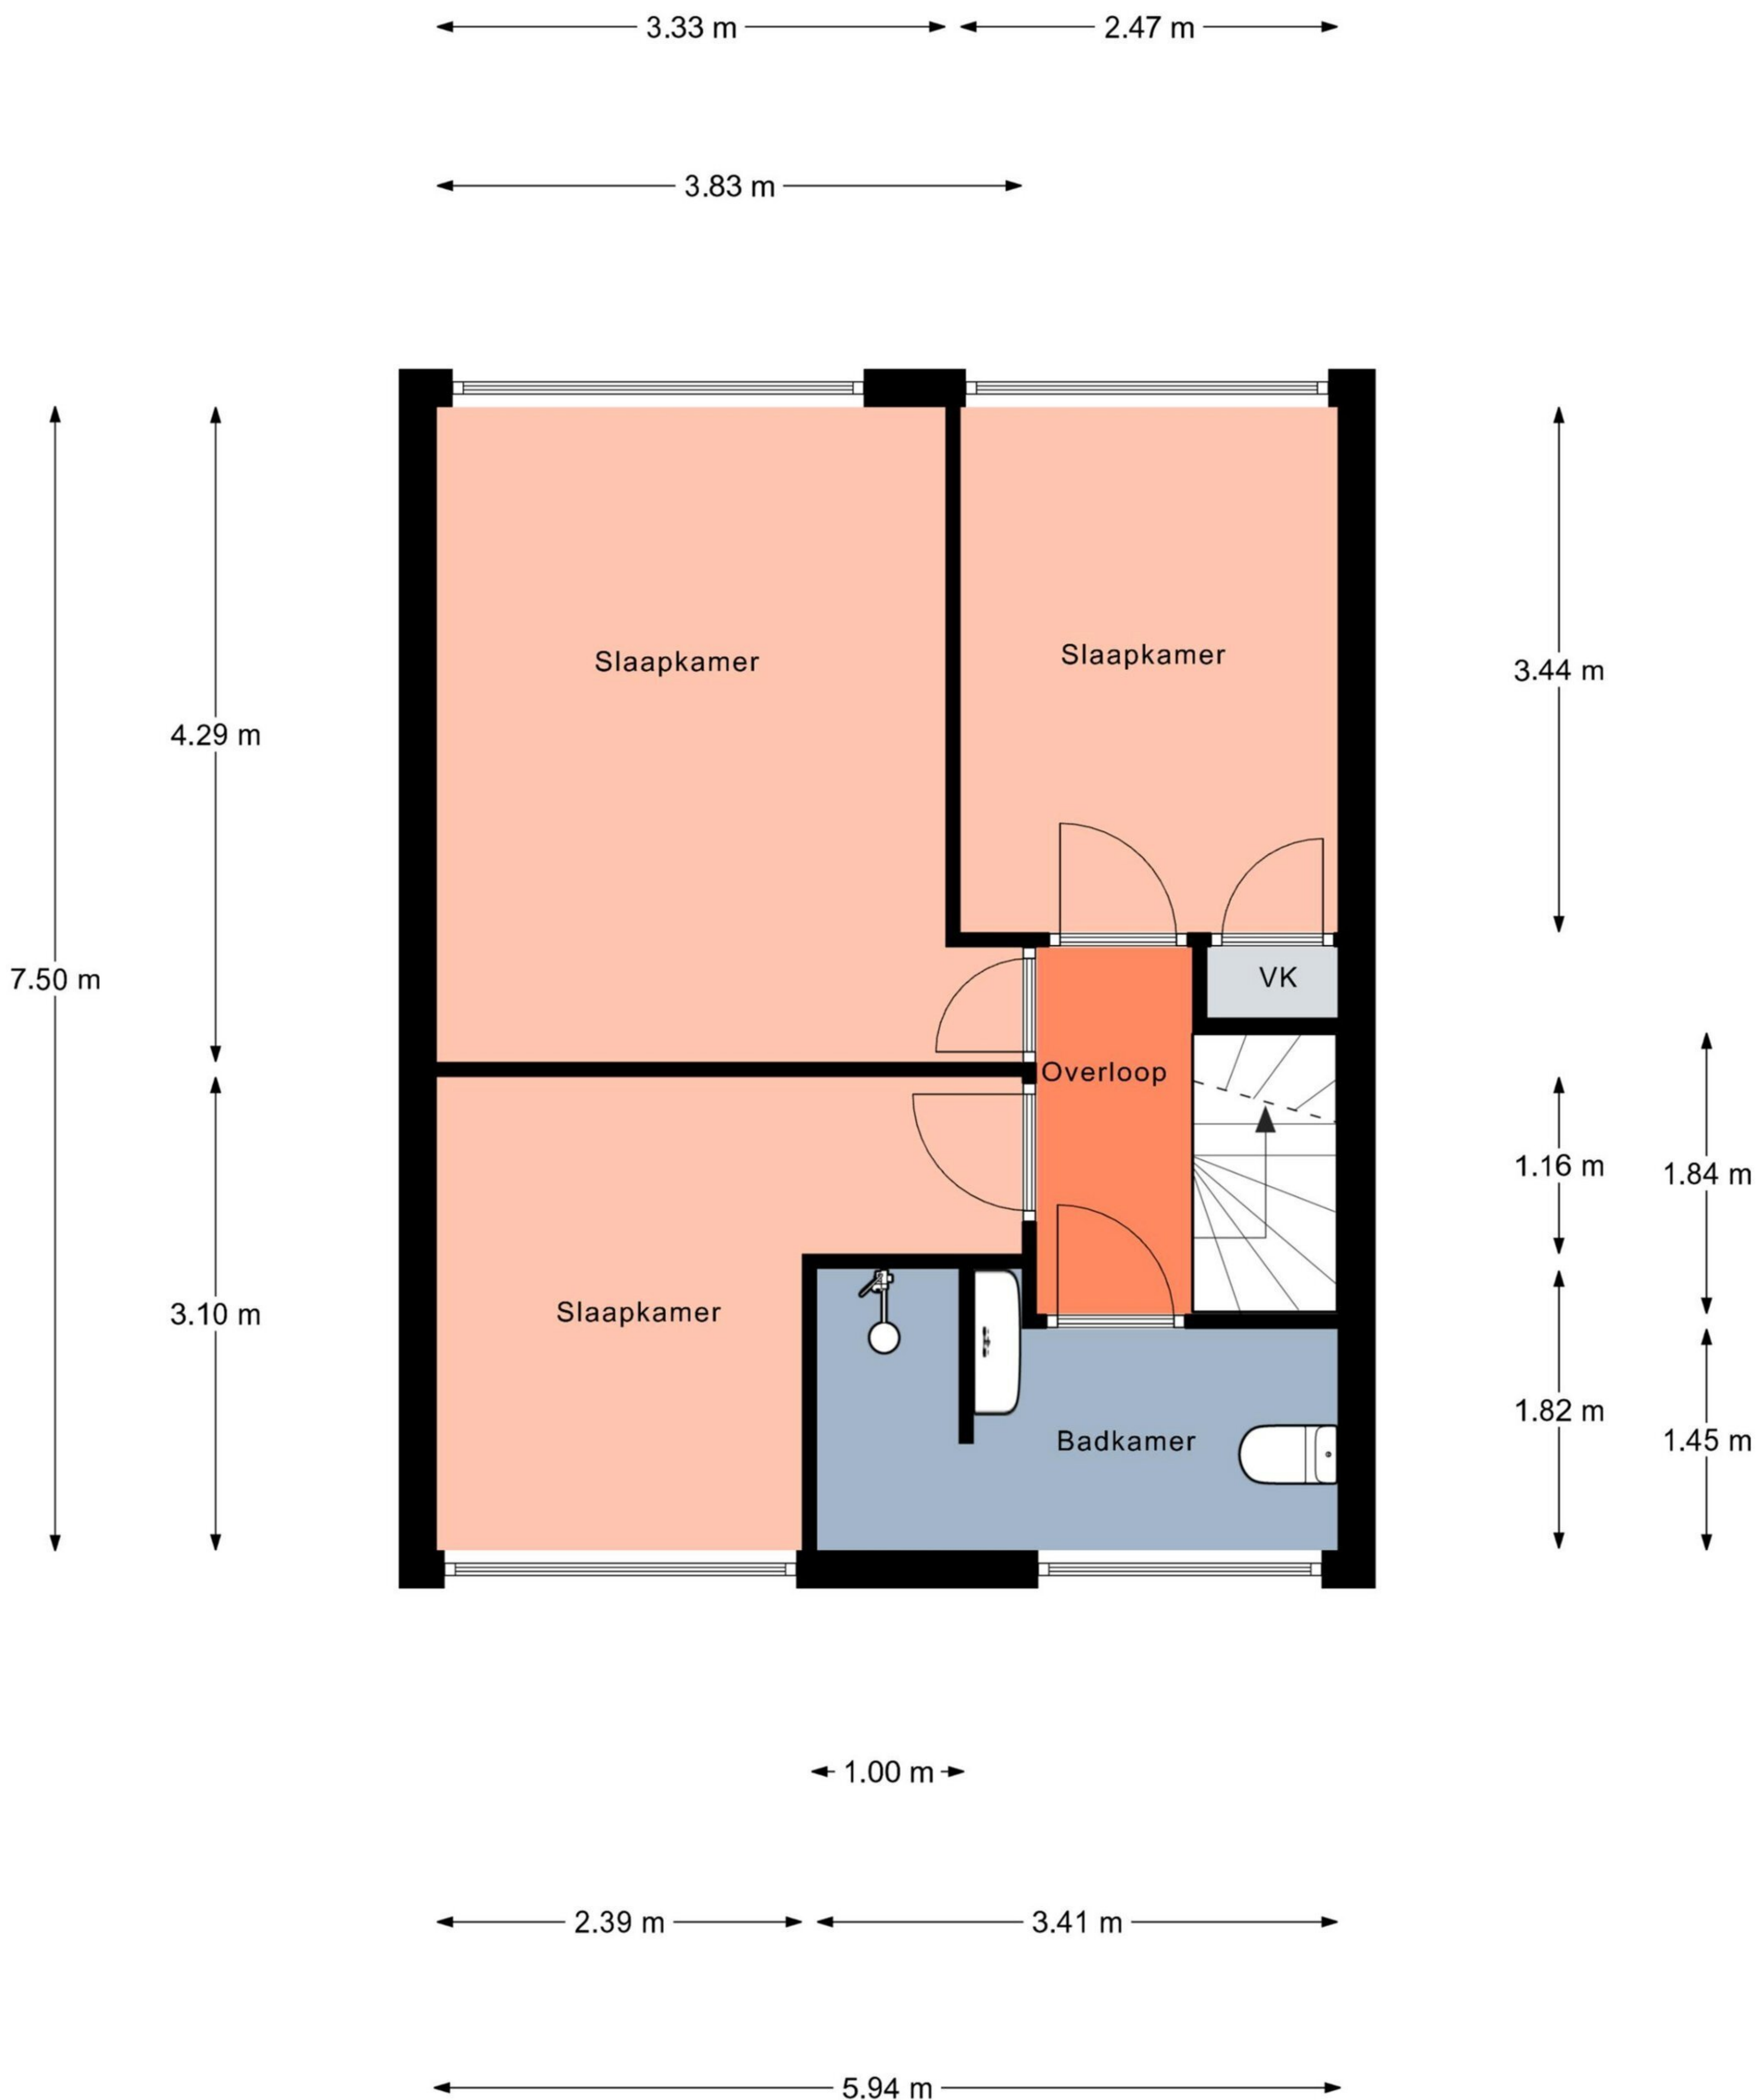 3.33 m
2.47 m
3.83 m
Slaapkamer
Slaapkamer
3.44 m
4.29 m
7.50 m
VK
Overloop
1.16 m
1.84 m
3.10 m
Slaapkamer
1.82 m
Badkamer
1.45 m
1.00 m
2.39 m
3.41 m
5.94 m